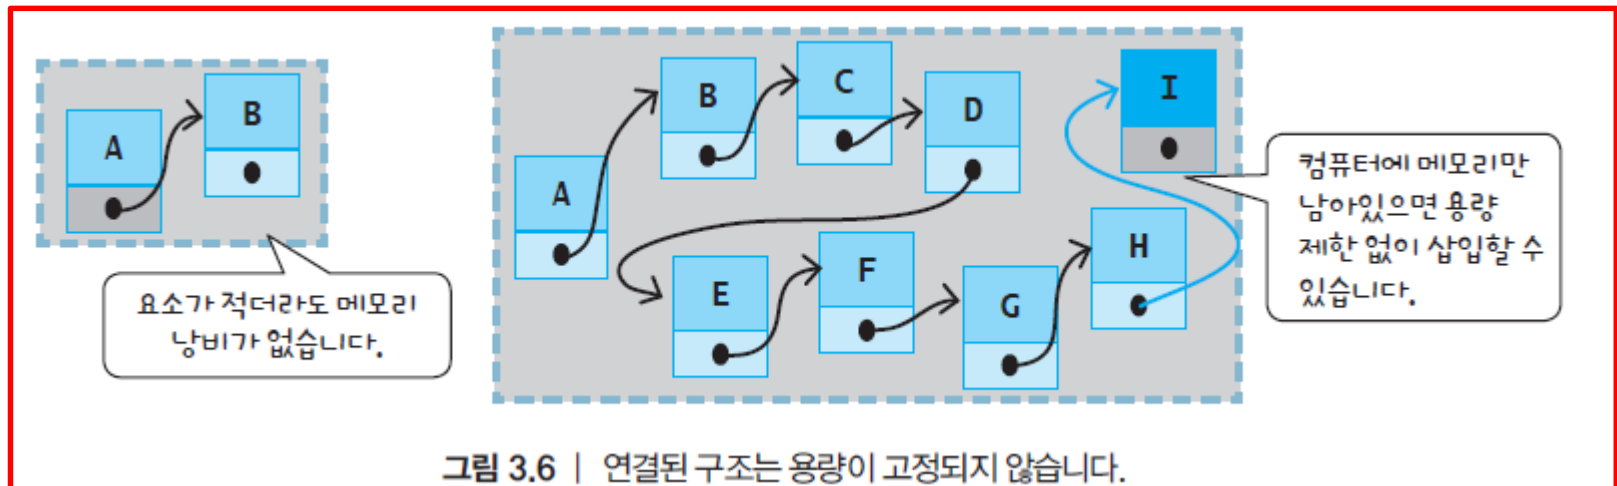 A
B
요소가 적더라도 메모리
낭비가 없습니다.
A
B
C
D
E
F
G
H
I
컴퓨터에 메모리만
남아있으면 용량
제한 없이 삽입할 수
있습니다.
그림 3.6 | 연결된 구조는 용량이 고정되지 않습니다.